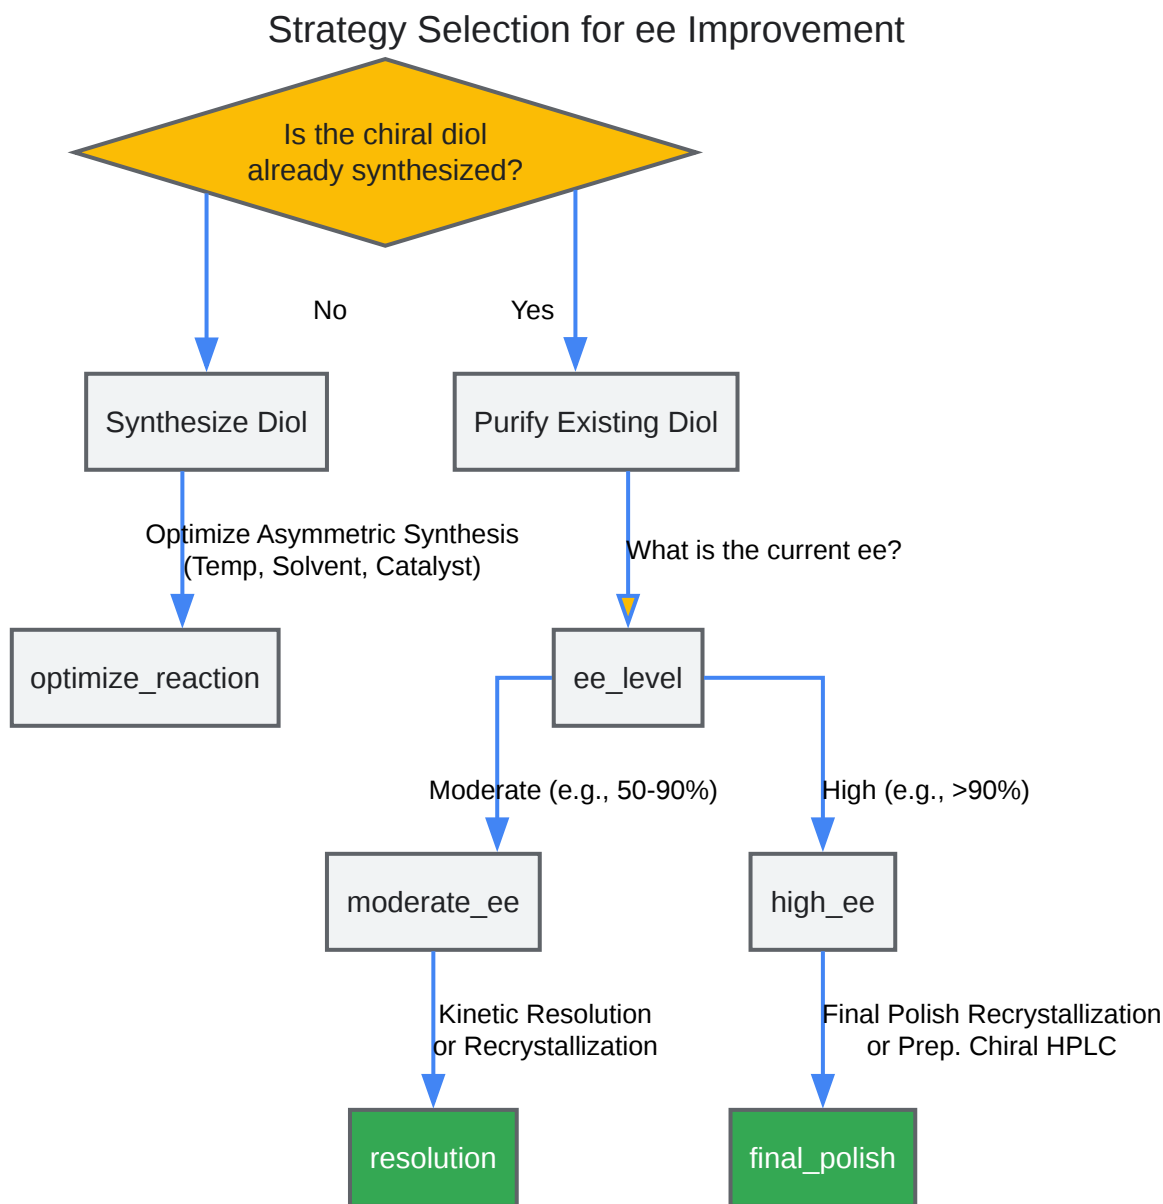 Strategy Selection for ee Improvement
Is the chiral diol
already synthesized?
No
Yes
Synthesize Diol
Purify Existing Diol
Optimize Asymmetric Synthesis
(Temp, Solvent, Catalyst)
What is the current ee?
optimize_reaction
ee_level
Moderate (e.g., 50-90%)
High (e.g., >90%)
moderate_ee
high_ee
Kinetic Resolution
or Recrystallization
Final Polish Recrystallization
or Prep. Chiral HPLC
resolution
final_polish